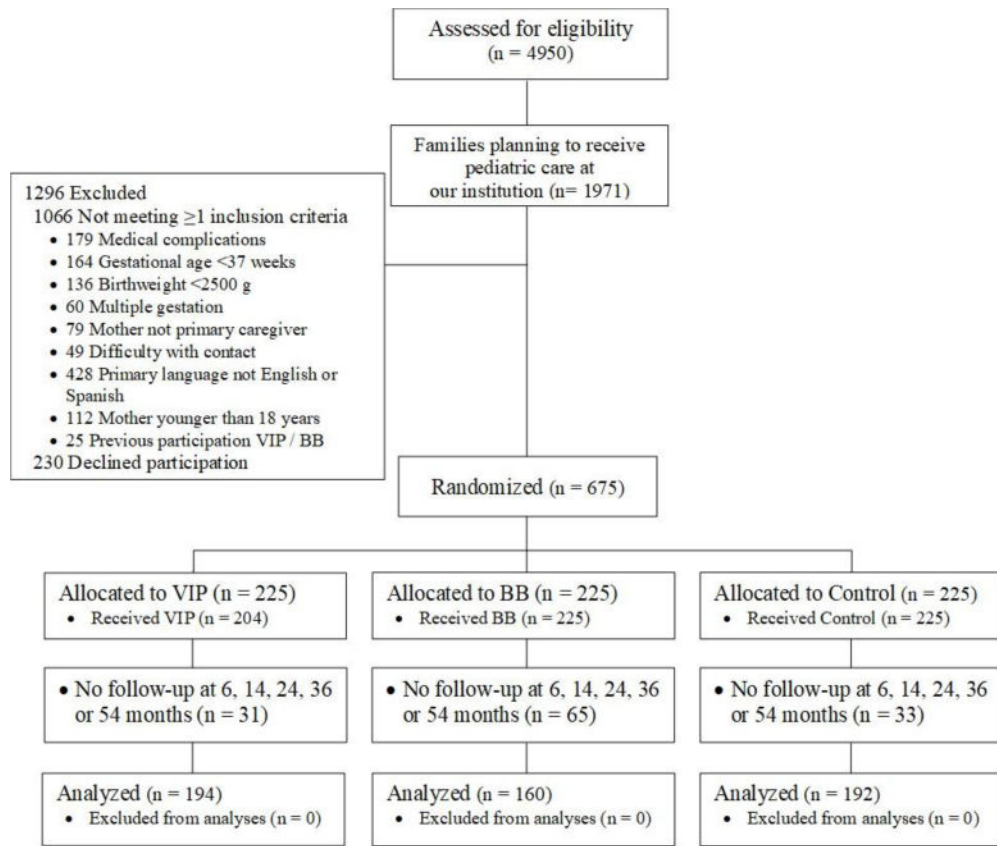 Assessed for eligibility
(n = 4950)
Families planning to receive
pediatric care at
our institution (n= 1971)
1296 Excluded
1066 Not meeting ≥1 inclusion criteria
• 179 Medical complications
• 164 Gestational age <37 weeks
• 136 Birthweight <2500 g
• 60 Multiple gestation
• 79 Mother not primary caregiver
• 49 Difficulty with contact
• 428 Primary language not English or
Spanish
• 112 Mother younger than 18 years
• 25 Previous participation VIP / BB
230 Declined participation
Randomized (n = 675)
Allocated to VIP (n = 225)
• Received VIP (n = 204)
Allocated to BB (n = 225)
• Received BB (n = 225)
Allocated to Control (n = 225)
• Received Control (n = 225)
• No follow-up at 6, 14, 24, 36
or 54 months (n = 31)
• No follow-up at 6, 14, 24, 36
or 54 months (n = 65)
• No follow-up at 6, 14, 24, 36
or 54 months (n = 33)
Analyzed (n = 194)
• Excluded from analyses (n = 0)
Analyzed (n = 160)
• Excluded from analyses (n = 0)
Analyzed (n = 192)
• Excluded from analyses (n = 0)